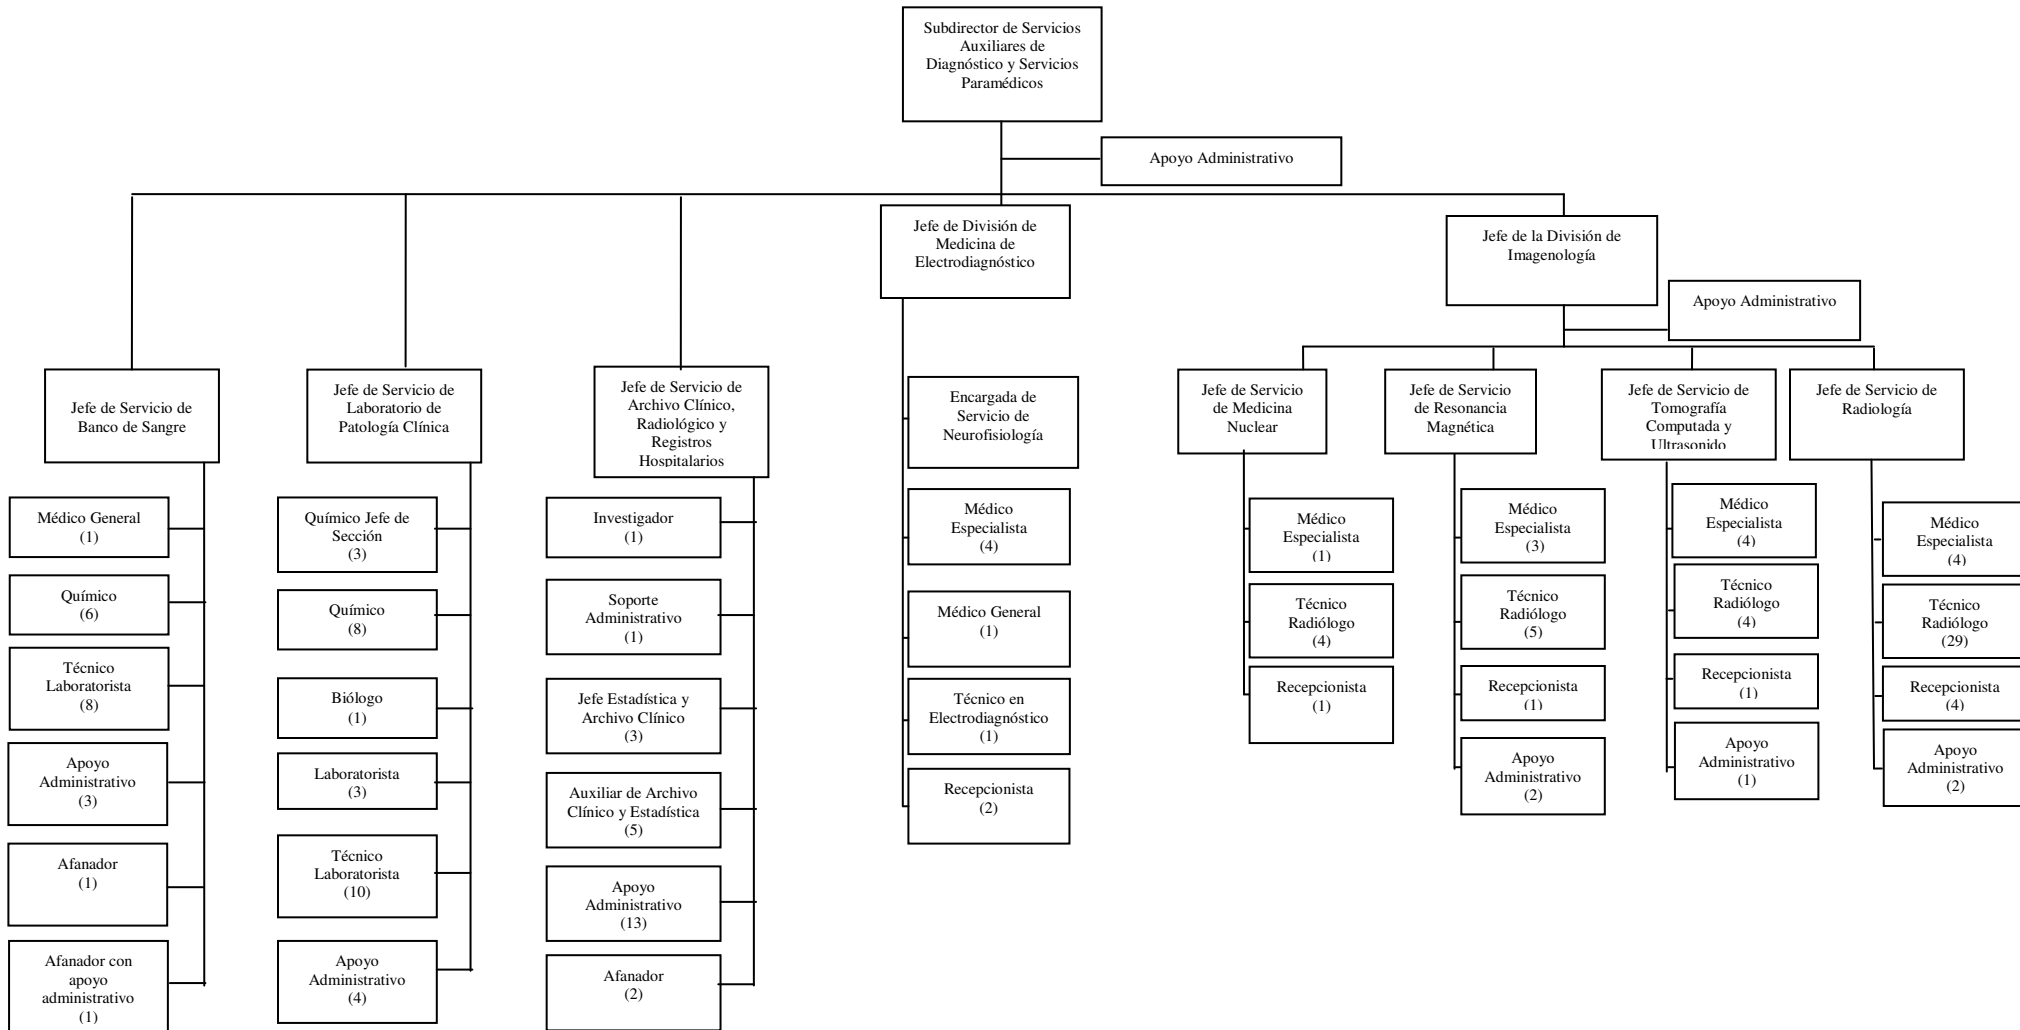 Subdirector de Servicios
Auxiliares de
Diagnóstico y Servicios
Paramédicos
Apoyo Administrativo
Jefe de División de
Medicina de
Electrodiagnóstico
Jefe de la División de
Imagenología
Apoyo Administrativo
Jefe de Servicio de
Banco de Sangre
Jefe de Servicio de
Laboratorio de
Patología Clínica
Jefe de Servicio de
Archivo Clínico,
Radiológico y
Registros
Hospitalarios
Encargada de
Servicio de
Neurofisiología
Jefe de Servicio
de Medicina
Nuclear
Jefe de Servicio
de Resonancia
Magnética
Jefe de Servicio de
Tomografía
Computada y
Ultrasonido
Jefe de Servicio de
Radiología
Médico General
(1)
Químico
(6)
Técnico
Laboratorista
(8)
Apoyo
Administrativo
(3)
Afanador
(1)
Afanador con
apoyo
administrativo
(1)
Químico Jefe de
Sección
(3)
Químico
(8)
Biólogo
(1)
Laboratorista
(3)
Técnico
Laboratorista
(10)
Apoyo
Administrativo
(4)
Investigador
(1)
Soporte
Administrativo
(1)
Jefe Estadística y
Archivo Clínico
(3)
Auxiliar de Archivo
Clínico y Estadística
(5)
Apoyo
Administrativo
(13)
Afanador
(2)
Médico
Especialista
(4)
Médico General
(1)
Técnico en
Electrodiagnóstico
(1)
Recepcionista
(2)
Médico
Especialista
(1)
Técnico
Radiólogo
(4)
Recepcionista
(1)
Médico
Especialista
(3)
Técnico
Radiólogo
(5)
Recepcionista
(1)
Apoyo
Administrativo
(2)
Médico
Especialista
(4)
Técnico
Radiólogo
(4)
Recepcionista
(1)
Apoyo
Administrativo
(1)
Médico
Especialista
(4)
Técnico
Radiólogo
(29)
Recepcionista
(4)
Apoyo
Administrativo
(2)